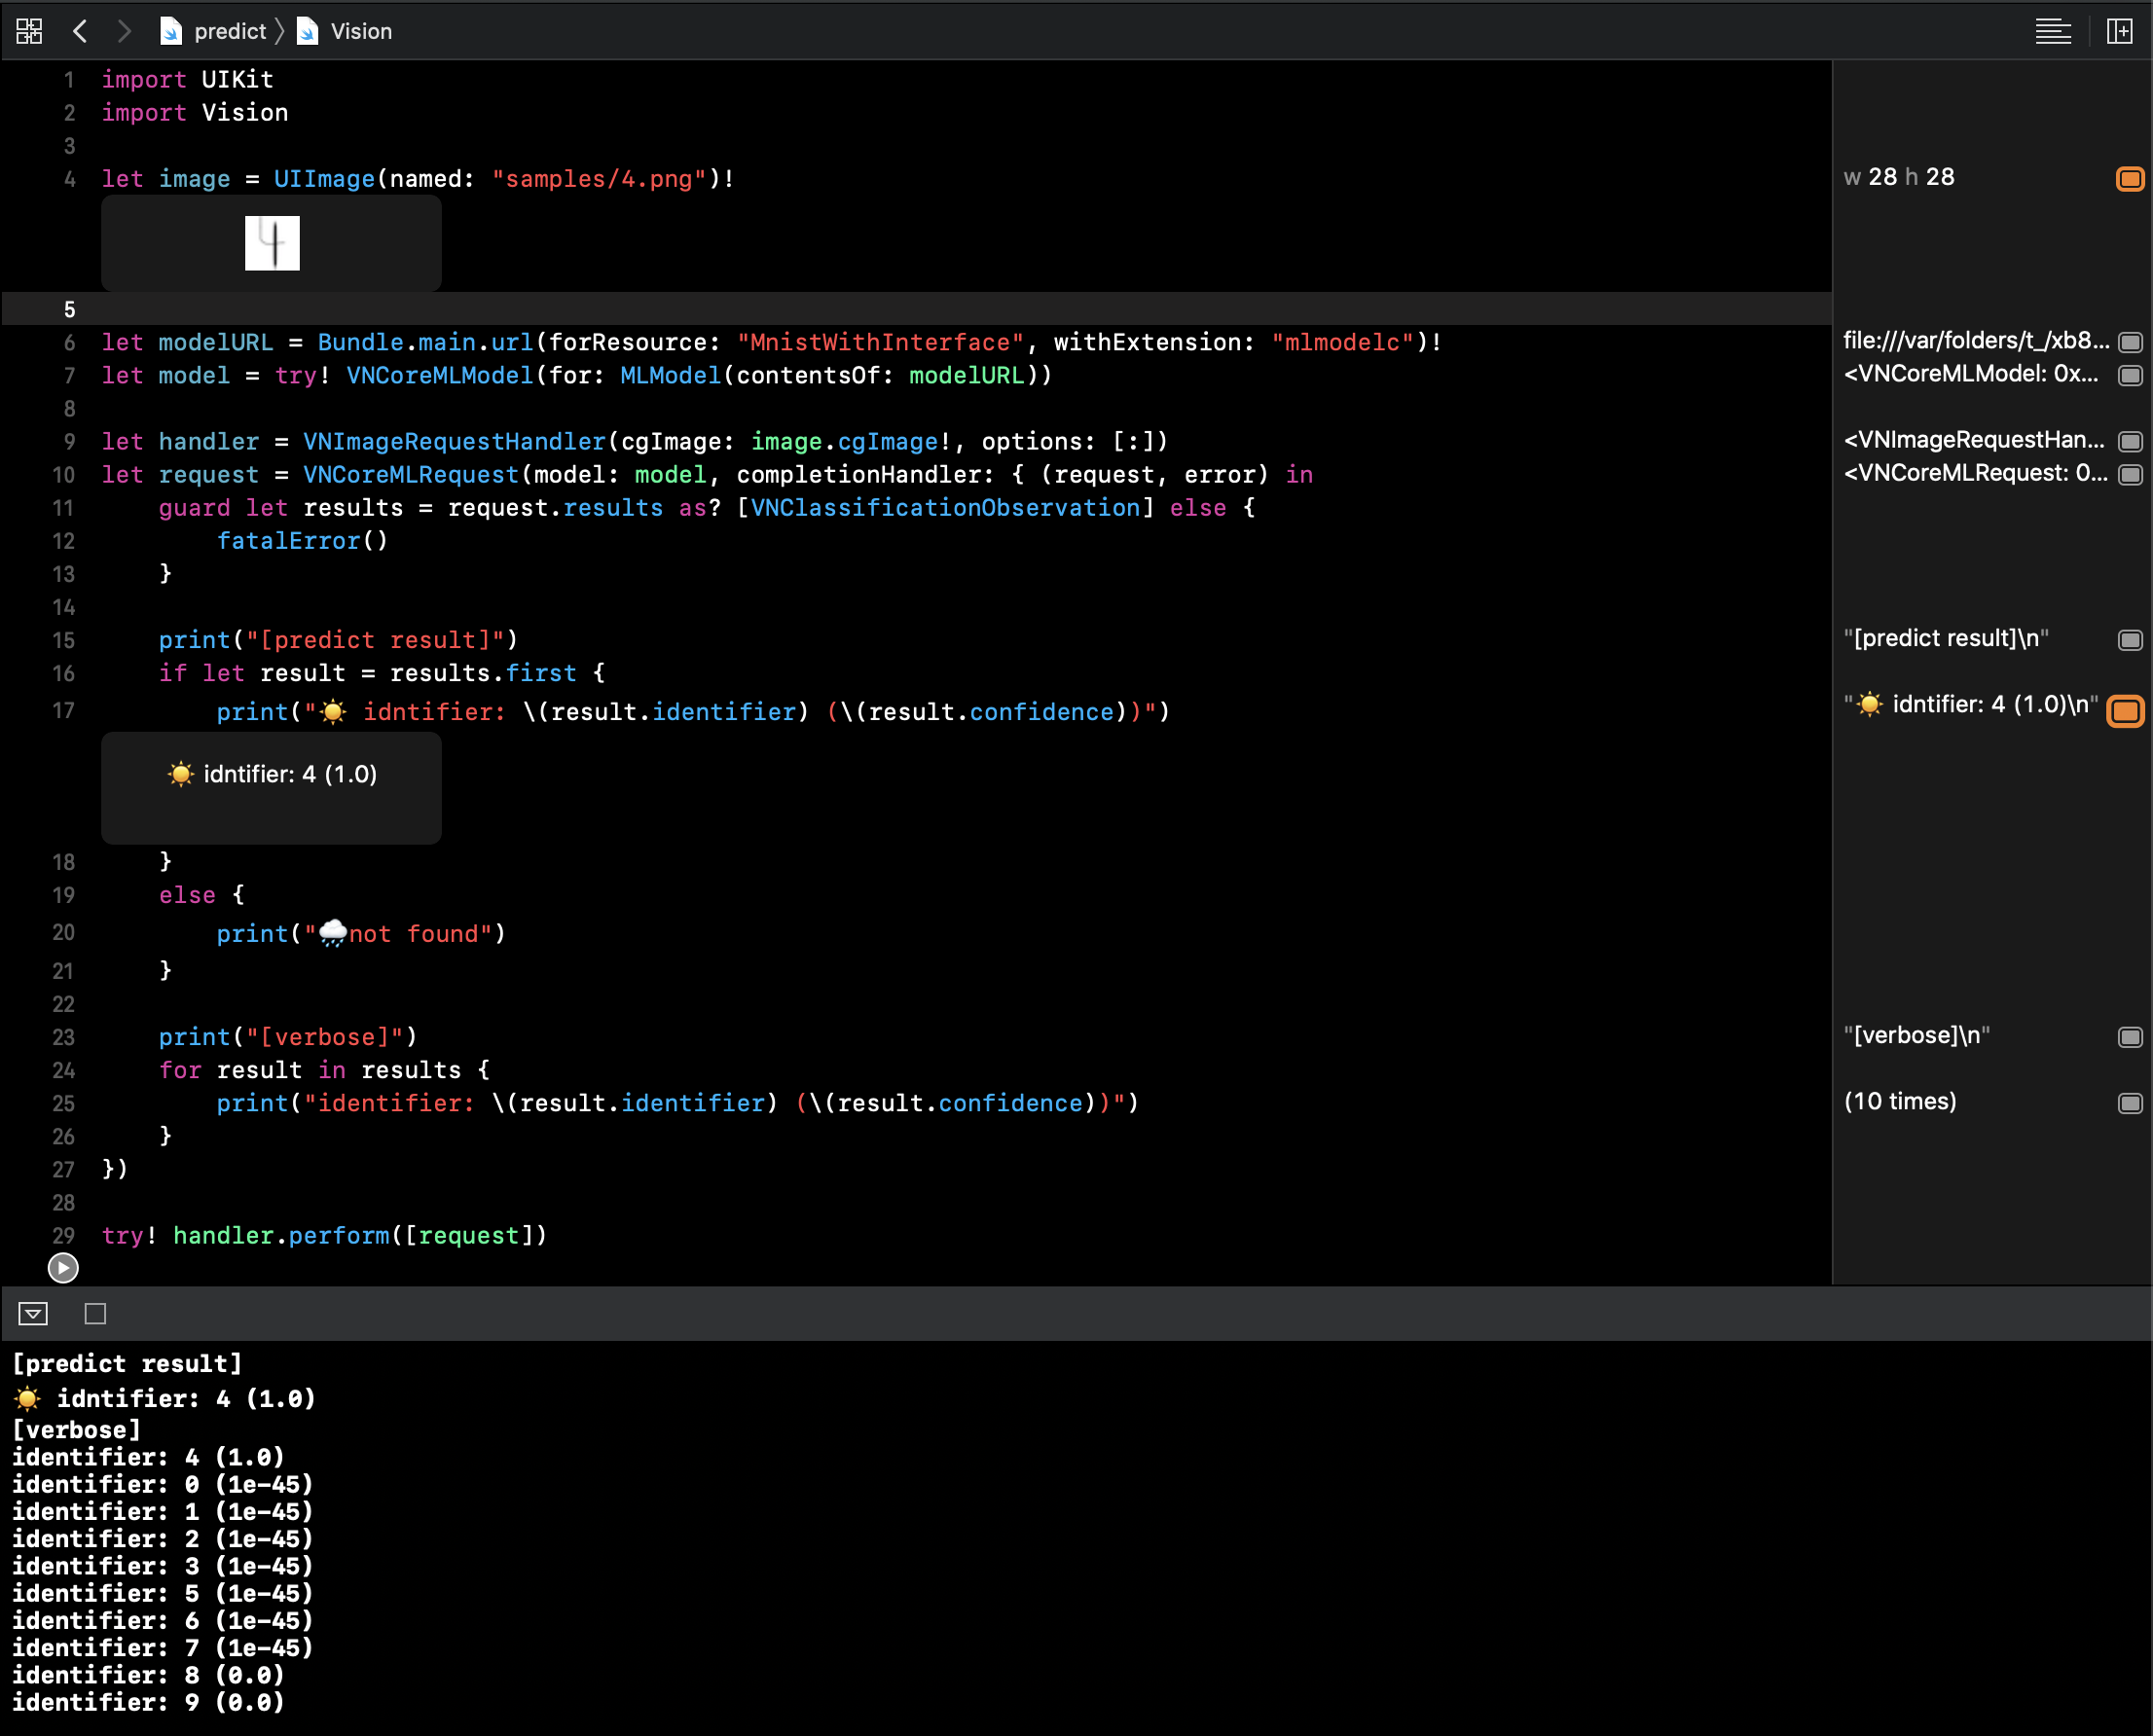 predict 〉 Vision
1 import UIKit
2 import Vision
3
4 let image = UIImage(named: "samples/4.png")!
w 28 h 28
4
5
6 let modelURL = Bundle.main.url(forResource: "MnistWithInterface", withExtension: "mlmodelc")!
file:///var/folders/t_/xb8...
7 let model = try! VNCoreMLModel(for: MLModel(contentsOf: modelURL))
<VNCoreMLModel: 0x...
8
9 let handler = VNImageRequestHandler(cgImage: image.cgImage!, options: [:])
<VNImageRequestHan...
10 let request = VNCoreMLRequest(model: model, completionHandler: { (request, error) in
<VNCoreMLRequest: 0...
11     guard let results = request.results as? [VNClassificationObservation] else {
12         fatalError()
13     }
14
15     print("[predict result]")
"[predict result]\n"
16     if let result = results.first {
17         print("☀️ idntifier: \(result.identifier) (\(result.confidence))")
"☀️ idntifier: 4 (1.0)\n"
☀️ idntifier: 4 (1.0)
18     }
19     else {
20         print("🌧not found")
21     }
22
23     print("[verbose]")
"[verbose]\n"
24     for result in results {
25         print("identifier: \(result.identifier) (\(result.confidence))")
(10 times)
26     }
27 })
28
29 try! handler.perform([request])
[predict result]
☀️ idntifier: 4 (1.0)
[verbose]
identifier: 4 (1.0)
identifier: 0 (1e-45)
identifier: 1 (1e-45)
identifier: 2 (1e-45)
identifier: 3 (1e-45)
identifier: 5 (1e-45)
identifier: 6 (1e-45)
identifier: 7 (1e-45)
identifier: 8 (0.0)
identifier: 9 (0.0)